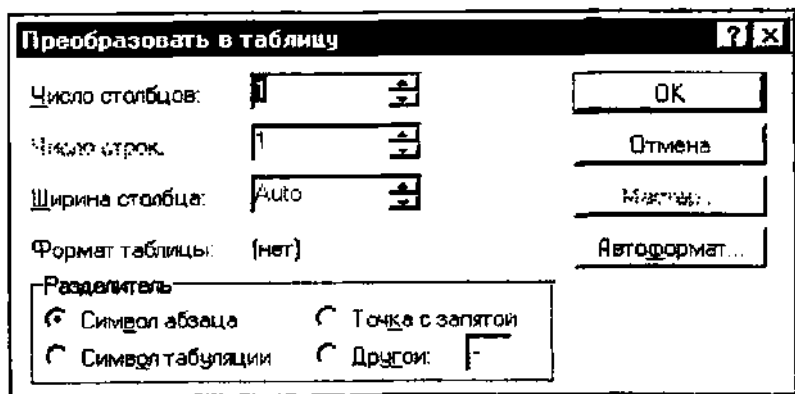 Преобразовать в таблицу ? x
Число столбцов: 1 OK
Число строк: 1 Отмена
Ширина столбца: Auto Мастер...
Формат таблицы: (нет) Автоформат...
Разделитель
Символ абзаца Точка с запятой
Символ табуляции Другой: -